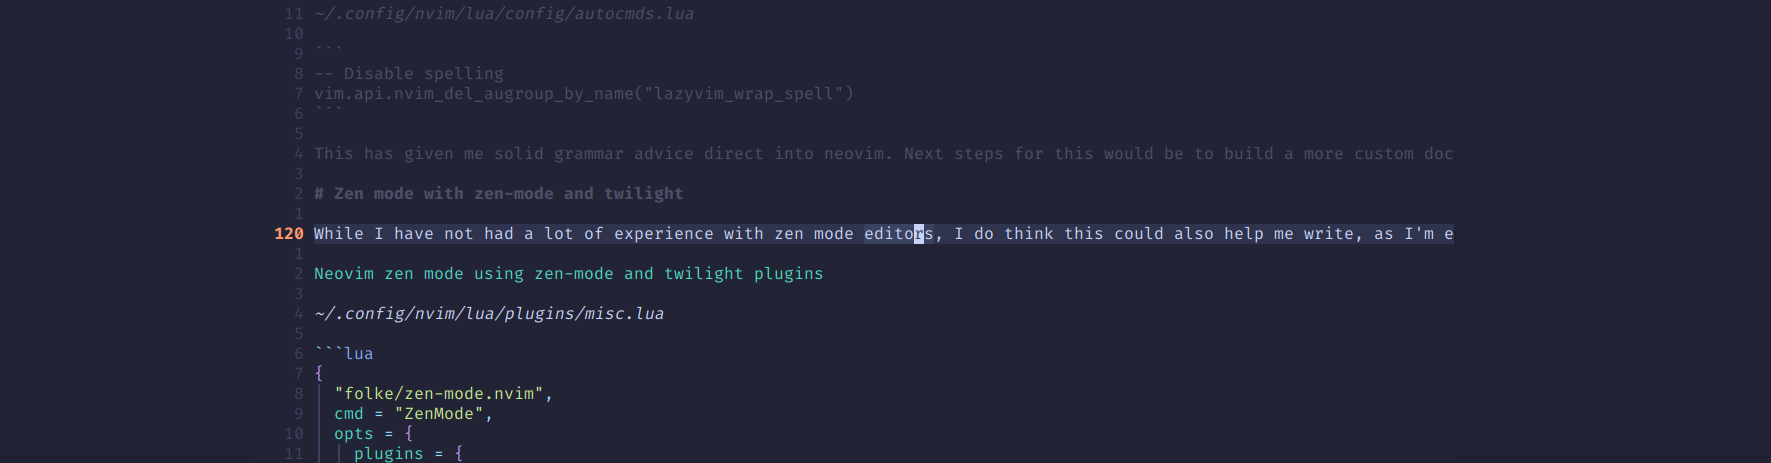 11 ~/.config/nvim/lua/config/autocmds.lua
10
9 ```
8 -- Disable spelling
7 vim.api.nvim_del_augroup_by_name("lazyvim_wrap_spell")
6 ```
5
4 This has given me solid grammar advice direct into neovim. Next steps for this would be to build a more custom doc
3
2 # Zen mode with zen-mode and twilight
1
120 While I have not had a lot of experience with zen mode editors, I do think this could also help me write, as I'm e
1
2 Neovim zen mode using zen-mode and twilight plugins
3
4 ~/.config/nvim/lua/plugins/misc.lua
5
6 ```lua
7 {
8 "folke/zen-mode.nvim",
9 cmd = "ZenMode",
10 opts = {
11 plugins = {